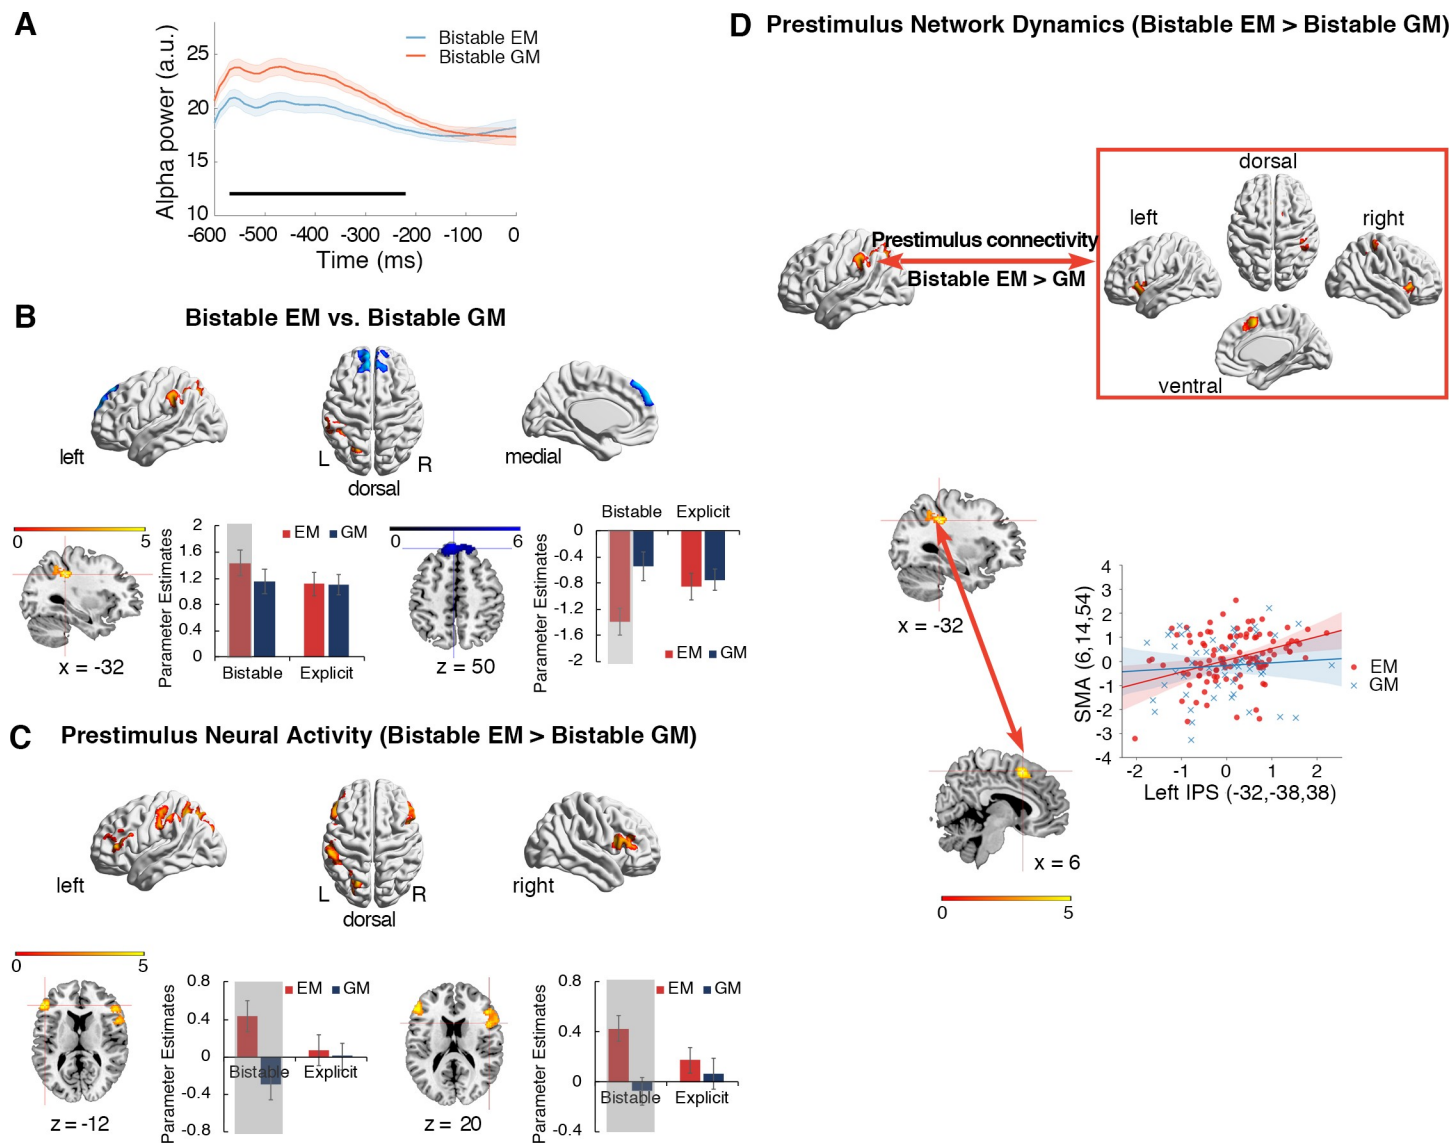 A
Alpha power (a.u.)
25
20
15
10
-600 -500 -400 -300 -200 -100 0
Time (ms)
Bistable EM
Bistable GM
B
Bistable EM vs. Bistable GM
left
L R
dorsal
medial
0 5
x = -32
Parameter Estimates
2
1.6
1.2
0.8
0.4
0
EM GM
Bistable Explicit
0 6
z = 50
Parameter Estimates
Bistable Explicit
0
-0.4
-0.8
-1.2
-1.6
-2
EM GM
C
Prestimulus Neural Activity (Bistable EM > Bistable GM)
left
L R
dorsal
right
0 5
z = -12
Parameter Estimates
0.8
0.4
0
-0.4
-0.8
EM GM
Bistable Explicit
z = 20
Parameter Estimates
0.8
0.4
0
-0.4
EM GM
Bistable Explicit
D
Prestimulus Network Dynamics (Bistable EM > Bistable GM)
Prestimulus connectivity
Bistable EM > GM
dorsal
left
right
ventral
x = -32
x = 6
0 5
SMA (6,14,54)
4
3
2
1
0
-1
-2
-3
-4
-2 -1 0 1 2
Left IPS (-32,-38,38)
EM
GM